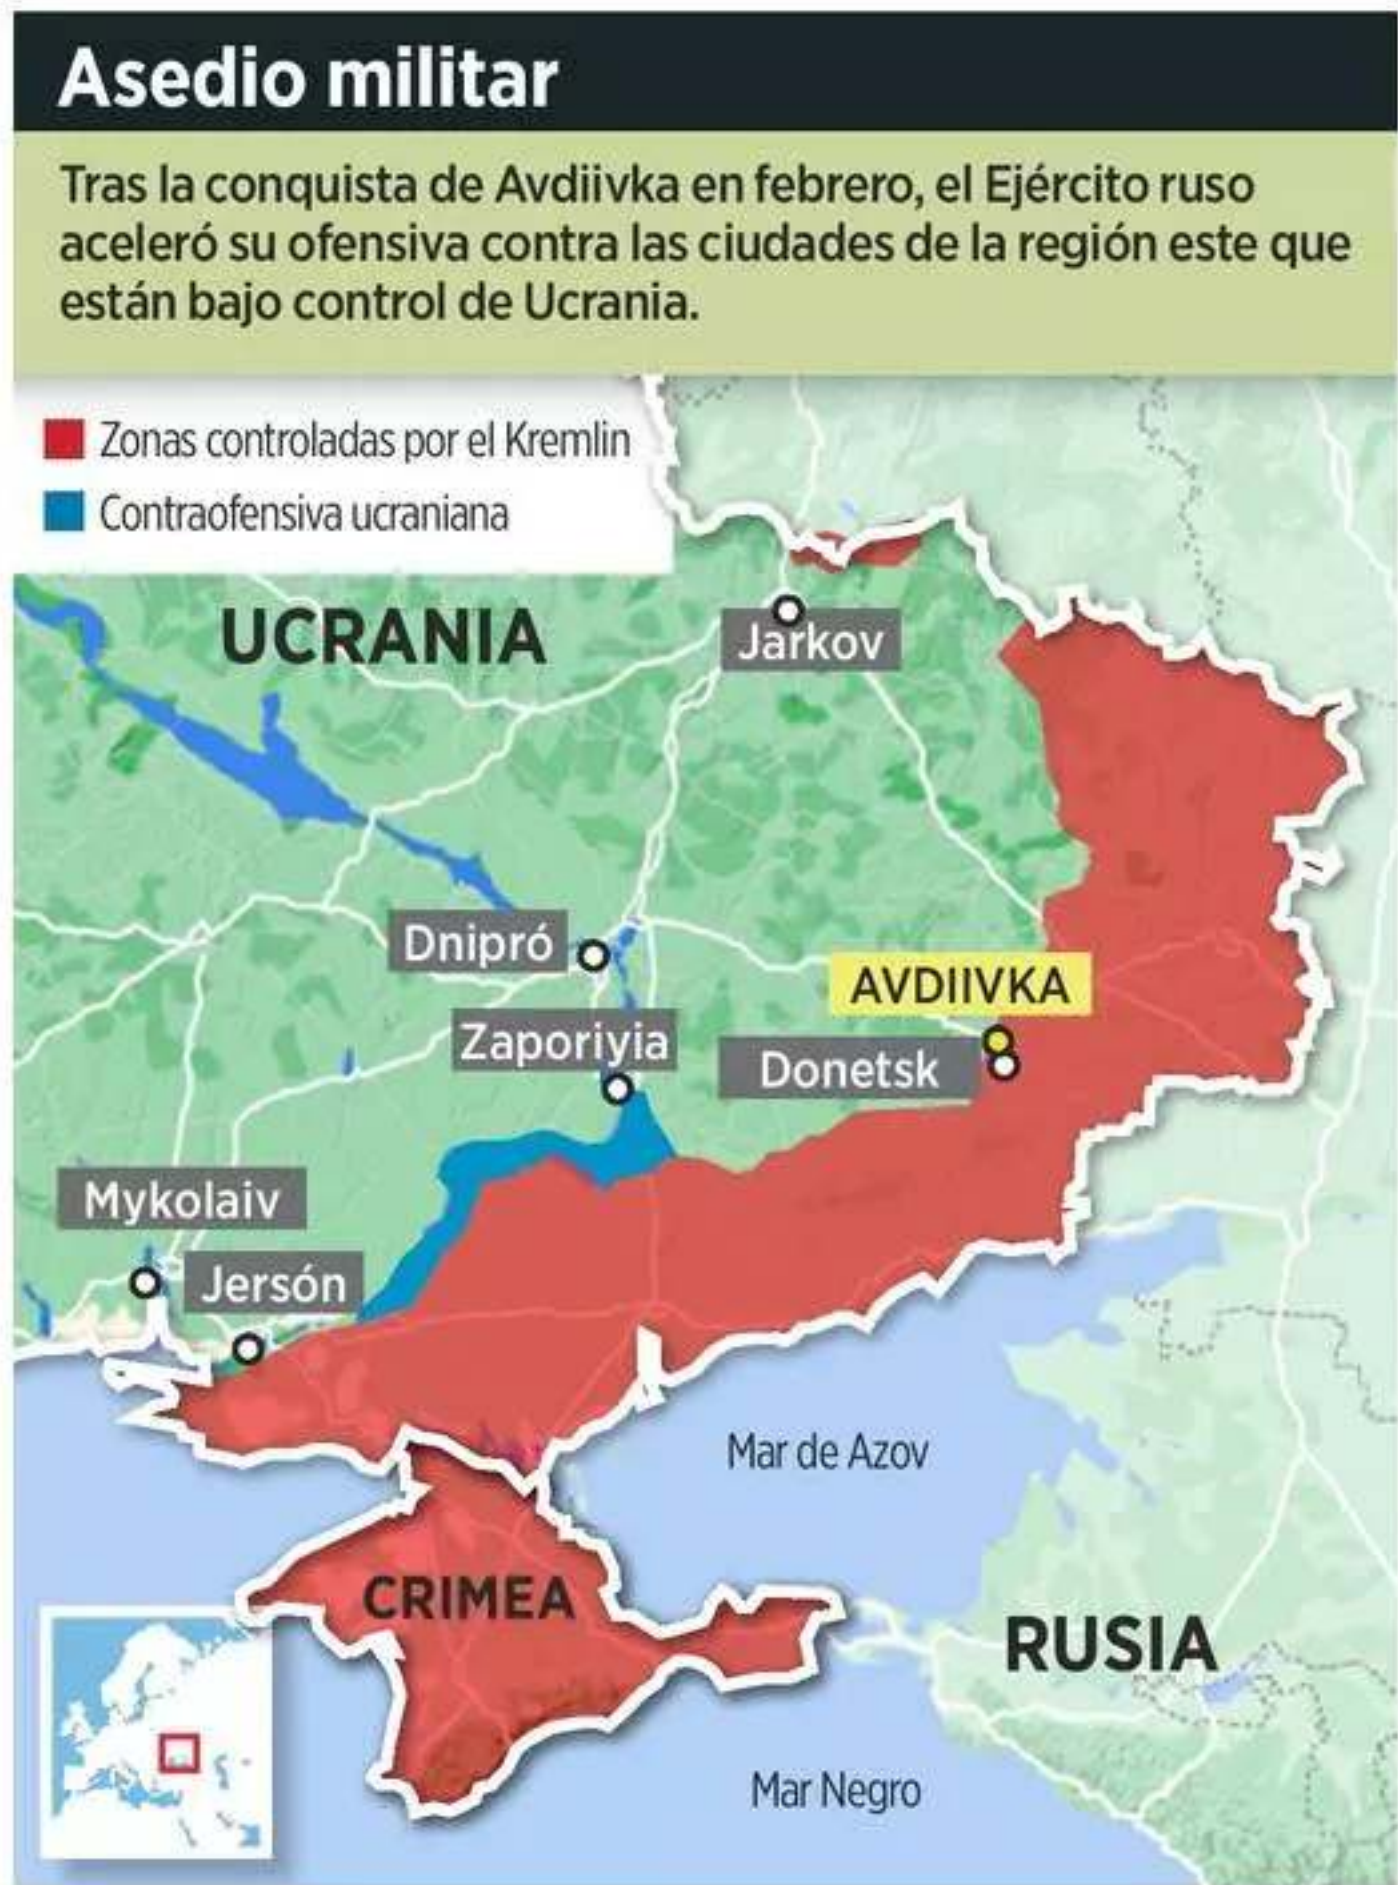 Asedio militar
Tras la conquista de Avdiivka en febrero, el Ejército ruso
aceleró su ofensiva contra las ciudades de la región este que
están bajo control de Ucrania.
Zonas controladas por el Kremlin
Contraofensiva ucraniana
UCRANIA
Jarkov
Dnipró
AVDIIVKA
Zaporiyia
Donetsk
Mykolaiv
Jersón
Mar de Azov
CRIMEA
RUSIA
Mar Negro